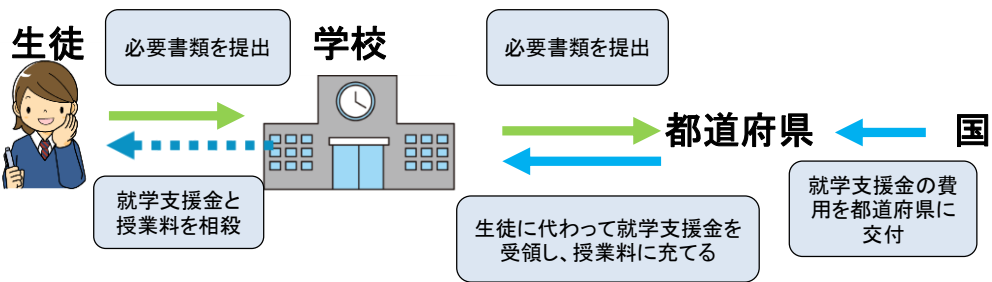 生徒
必要書類を提出
学校
必要書類を提出
都道府県
国
就学支援金と
授業料を相殺
生徒に代わって就学支援金を
受領し、授業料に充てる
就学支援金の費
用を都道府県に
交付